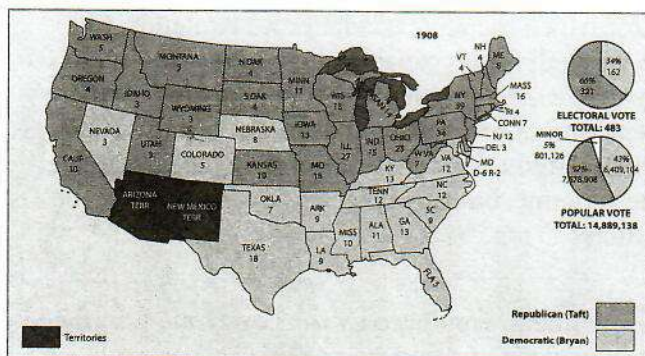 1908
WASH
5
OREGON
4
CALIF
10
NEVADA
3
IDAHO
3
MONTANA
5
WYOMING
3
UTAH
3
COLORADO
5
ARIZONA
TERR
NEW MEXICO
TERR
N DAK
4
S DAK
4
NEBRASKA
8
KANSAS
10
OKLA
7
TEXAS
18
MINN
11
IOWA
13
MO
18
ARK
9
LA
9
WIS
13
ILL
27
IND
15
OHIO
23
KY
13
TENN
12
MISS
10
ALA
11
GA
13
FLA 5
SC
9
NC
12
VA
12
W VA
PA
34
NY
39
VT
4
NH
4
ME
6
MASS
16
RI 4
CONN 7
NJ 12
DEL 3
MD
D-6 R-2
34%
162
66%
321
ELECTORAL VOTE
TOTAL: 483
MINOR
5%
801,126
43%
6,409,104
52%
7,678,908
POPULAR VOTE
TOTAL: 14,889,138
Territories
Republican (Taft)
Democratic (Bryan)